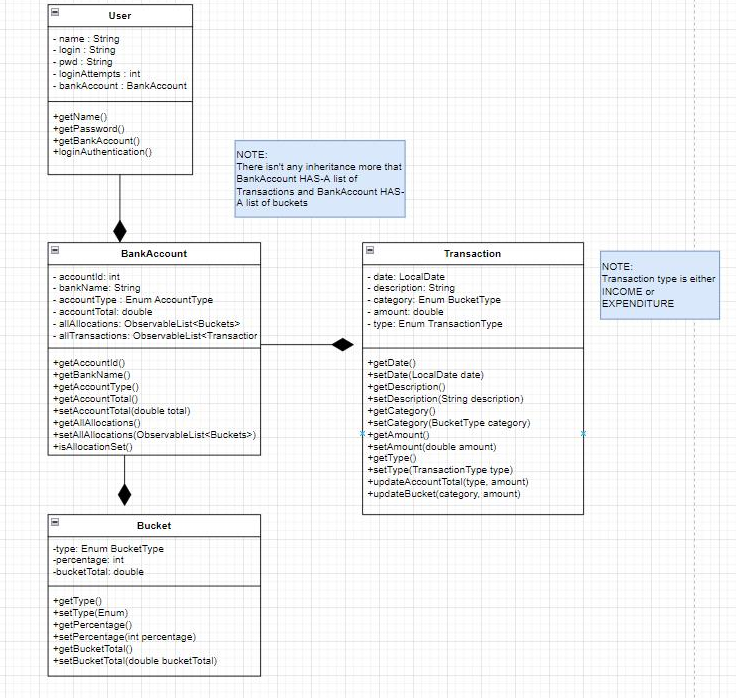 User
- name : String
- login : String
- pwd : String
- loginAttempts : int
- bankAccount : BankAccount
+getName()
+getPassword()
+getBankAccount()
+loginAuthentication()
NOTE:
There isn't any inheritance more that
BankAccount HAS-A list of
Transactions and BankAccount HAS-
A list of buckets
BankAccount
- accountId: int
- bankName: String
- accountType : Enum AccountType
- accountTotal: double
- allAllocations: ObservableList<Buckets>
- allTransactions: ObservableList<Transaction
+getAccountId()
+getBankName()
+getAccountType()
+getAccountTotal()
+setAccountTotal(double total)
+getAllAllocations()
+setAllAllocations(ObservableList<Buckets>)
+isAllocationSet()
Transaction
- date: LocalDate
- description: String
- category: Enum BucketType
- amount: double
- type: Enum TransactionType
+getDate()
+setDate(LocalDate date)
+getDescription()
+setDescription(String description)
+getCategory()
+setCategory(BucketType category)
+getAmount()
+setAmount(double amount)
+getType()
+setType(TransactionType type)
+updateAccountTotal(type, amount)
+updateBucket(category, amount)
NOTE:
Transaction type is either
INCOME or
EXPENDITURE
Bucket
-type: Enum BucketType
-percentage: int
-bucketTotal: double
+getType()
+setType(Enum)
+getPercentage()
+setPercentage(int percentage)
+getBucketTotal()
+setBucketTotal(double bucketTotal)